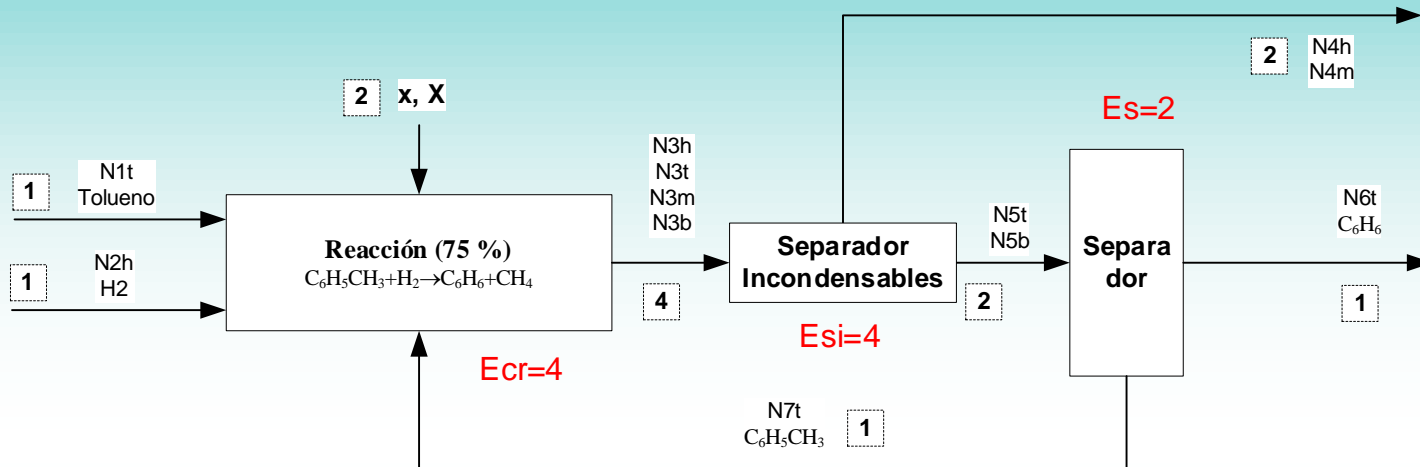 2
N4h
N4m
2 x, X
Es=2
1
N1t
Tolueno
N3h
N3t
N3m
N3b
Reacción (75 %)
C₆H₅CH₃+H₂→C₆H₆+CH₄
1
N2h
H2
4
Separador
Incondensables
N5t
N5b
2
Separa
dor
N6t
C₆H₆
1
Ecr=4
Esi=4
N7t
C₆H₅CH₃
1